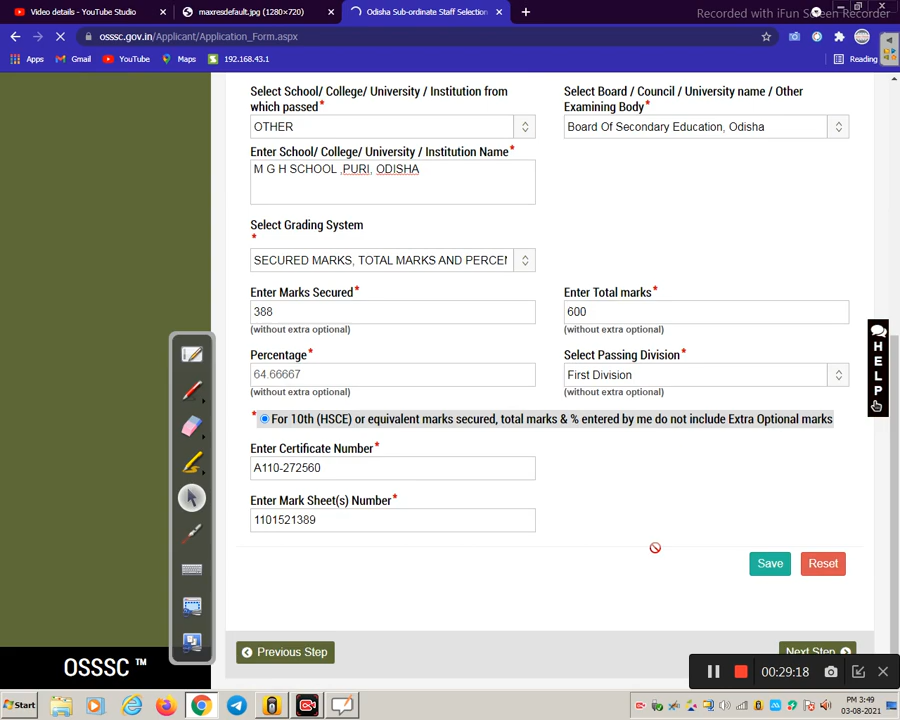 Video details - YouTube Studio
maxresdefault.jpg (1280×720)
Odisha Sub-ordinate Staff Selection
Recorded with iFun Screen Recorder
osssc.gov.in/Applicant/Application_Form.aspx
Apps
Gmail
YouTube
Maps
192.168.43.1
Reading
Select School/ College/ University / Institution from
which passed*
OTHER
Select Board / Council / University name / Other
Examining Body*
Board Of Secondary Education, Odisha
Enter School/ College/ University / Institution Name*
M G H SCHOOL ,PURI, ODISHA
Select Grading System
*
SECURED MARKS, TOTAL MARKS AND PERCEN
Enter Marks Secured*
388
(without extra optional)
Enter Total marks*
600
(without extra optional)
Percentage*
64.66667
(without extra optional)
Select Passing Division*
First Division
(without extra optional)
* For 10th (HSCE) or equivalent marks secured, total marks & % entered by me do not include Extra Optional marks
Enter Certificate Number*
A110-272560
Enter Mark Sheet(s) Number*
1101521389
Save
Reset
Previous Step
Next Step
HELP
OSSSC ™
00:29:18
Start
PM 3:49
03-08-2021